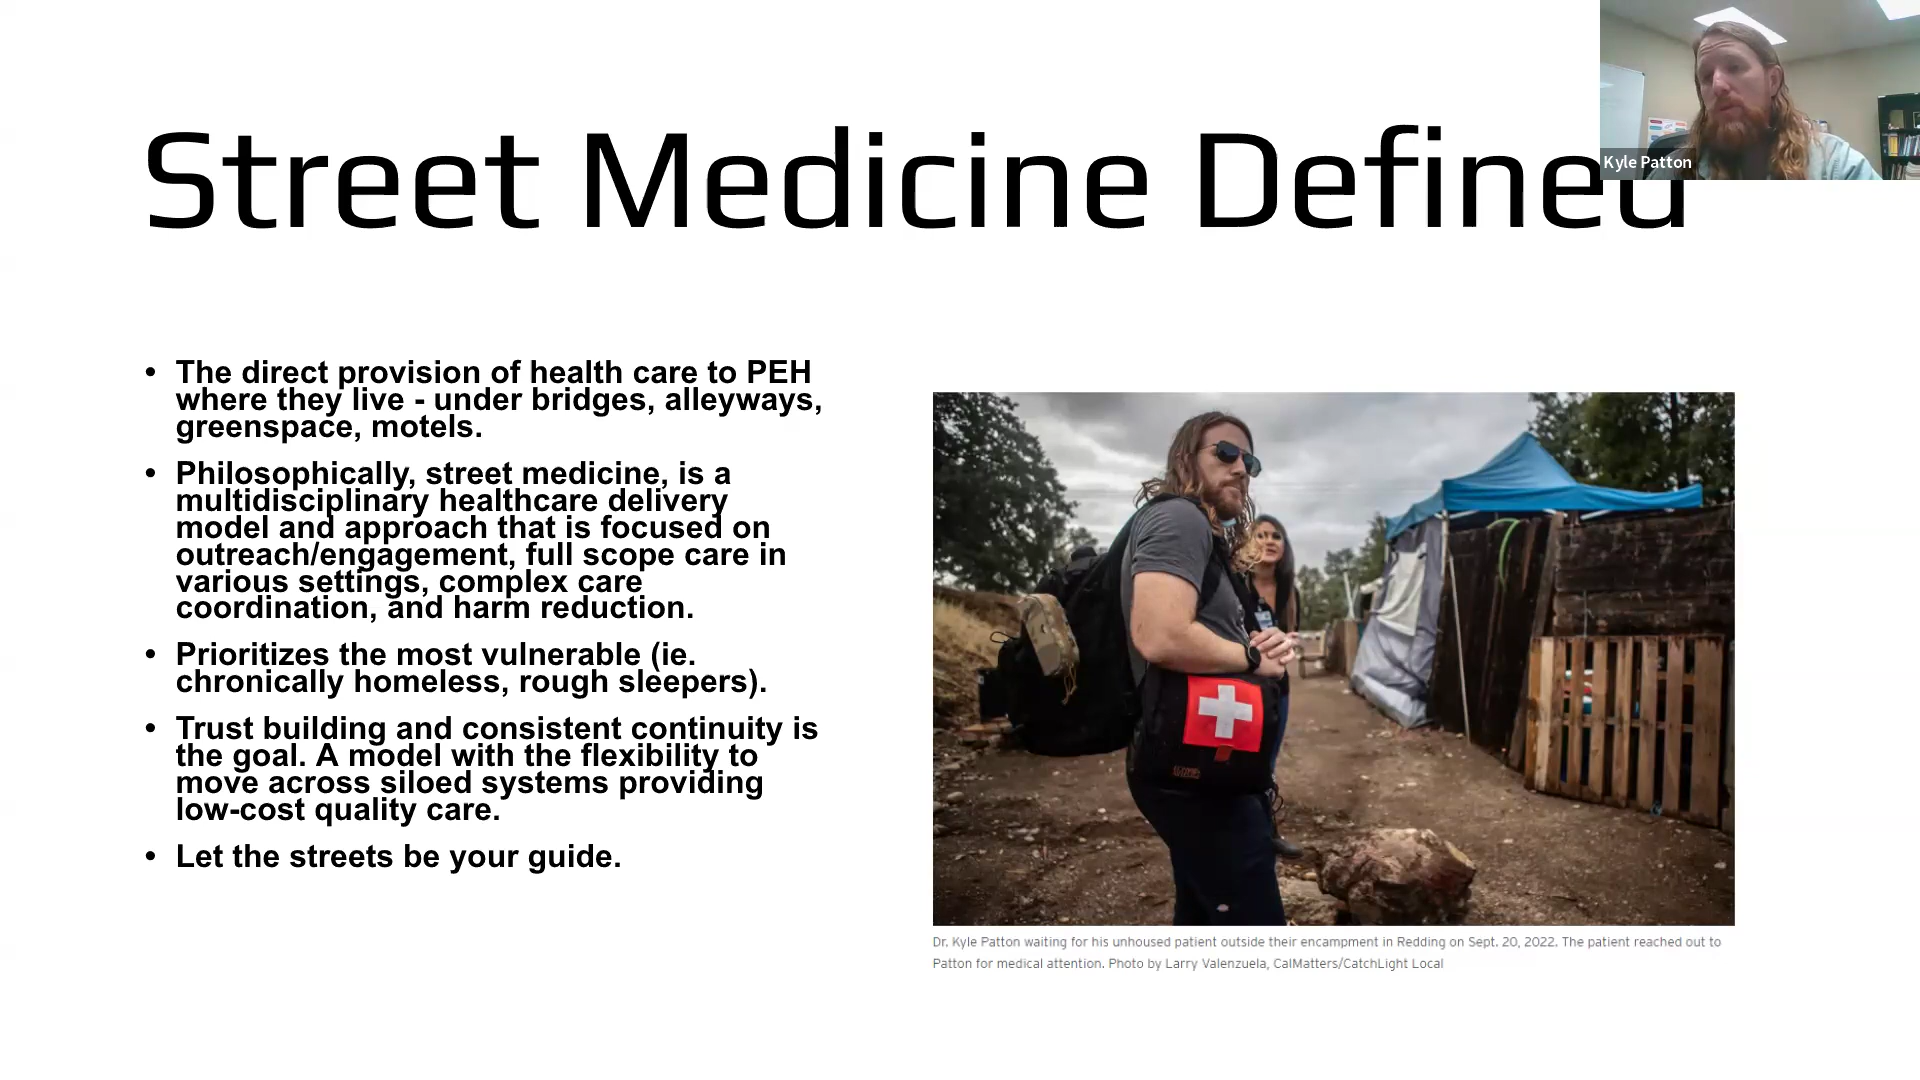 Street Medicine Defined
Kyle Patton
• The direct provision of health care to PEH
where they live - under bridges, alleyways,
greenspace, motels.
• Philosophically, street medicine, is a
multidisciplinary healthcare delivery
model and approach that is focused on
outreach/engagement, full scope care in
various settings, complex care
coordination, and harm reduction.
• Prioritizes the most vulnerable (ie.
chronically homeless, rough sleepers).
• Trust building and consistent continuity is
the goal. A model with the flexibility to
move across siloed systems providing
low-cost quality care.
• Let the streets be your guide.
Dr. Kyle Patton waiting for his unhoused patient outside their encampment in Redding on Sept. 20, 2022. The patient reached out to
Patton for medical attention. Photo by Larry Valenzuela, CalMatters/CatchLight Local